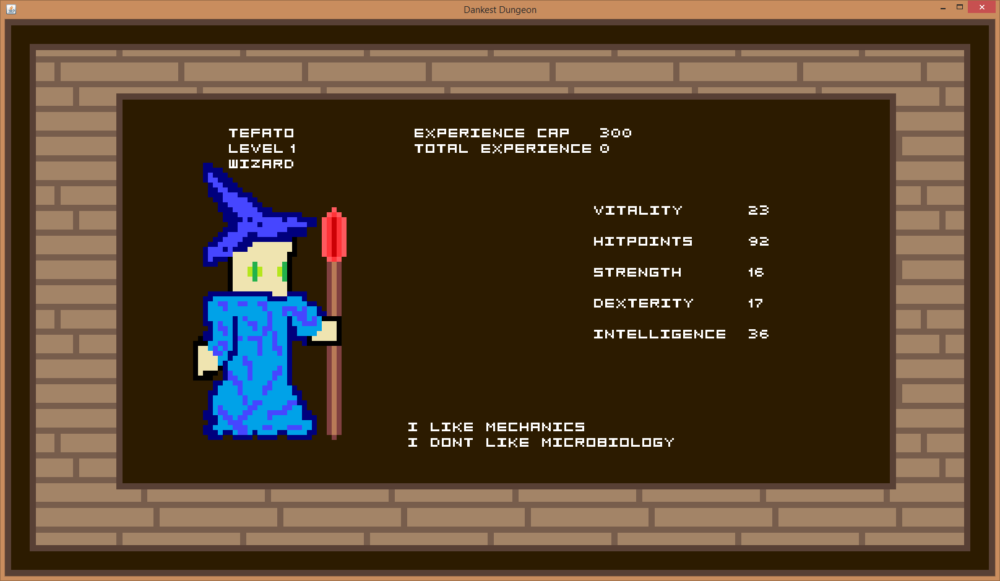 Dankest Dungeon
TEFATO
LEVEL 1
WIZARD
EXPERIENCE CAP 300
TOTAL EXPERIENCE 0
VITALITY 23
HITPOINTS 92
STRENGTH 16
DEXTERITY 17
INTELLIGENCE 36
I LIKE MECHANICS
I DONT LIKE MICROBIOLOGY